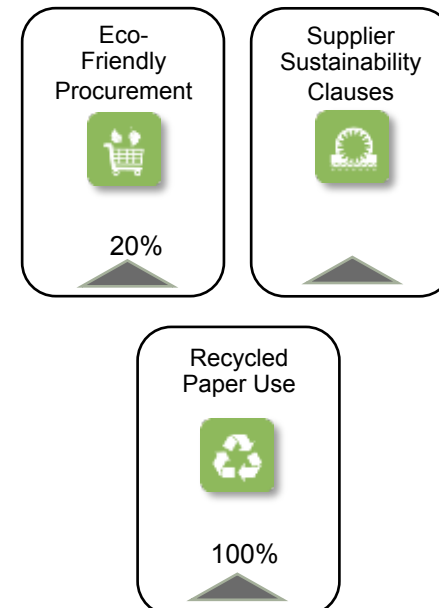 Eco-
Friendly
Procurement
20%
Supplier
Sustainability
Clauses
Recycled
Paper Use
100%